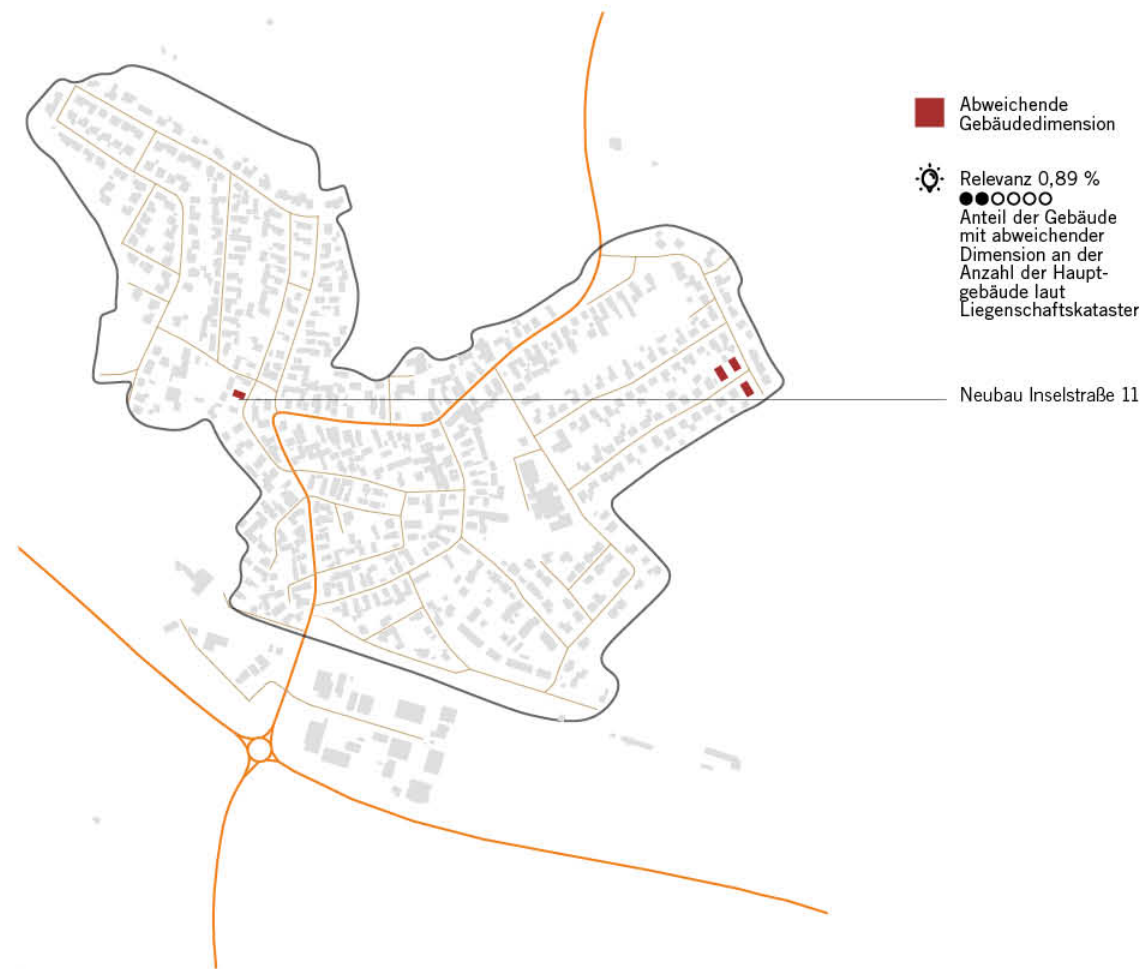 Abweichende
Gebäudedimension
Relevanz 0,89 %
Anteil der Gebäude
mit abweichender
Dimension an der
Anzahl der Haupt-
gebäude laut
Liegenschaftskataster
Neubau Inselstraße 11